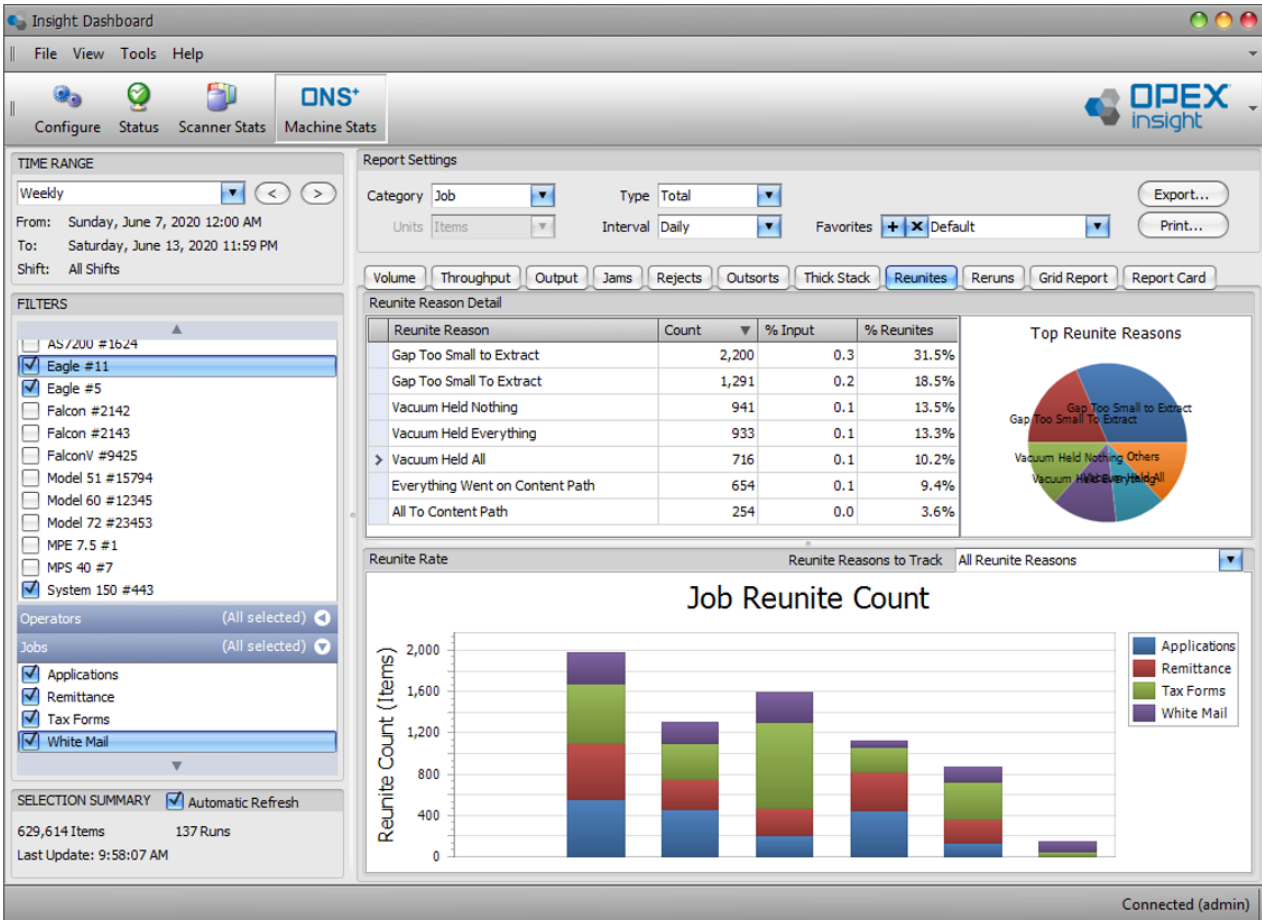 Insight Dashboard
File View Tools Help
Configure Status Scanner Stats ONS+ Machine Stats
OPEX insight
TIME RANGE
Weekly < >
From: Sunday, June 7, 2020 12:00 AM
To: Saturday, June 13, 2020 11:59 PM
Shift: All Shifts
FILTERS
AS7200 #1624
Eagle #11
Eagle #5
Falcon #2142
Falcon #2143
FalconV #9425
Model 51 #15794
Model 60 #12345
Model 72 #23453
MPE 7.5 #1
MPS 40 #7
System 150 #443
Operators (All selected)
Jobs (All selected)
Applications
Remittance
Tax Forms
White Mail
SELECTION SUMMARY Automatic Refresh
629,614 Items 137 Runs
Last Update: 9:58:07 AM
Report Settings
Category Job Type Total Export...
Units Items Interval Daily Favorites Default Print...
Volume Throughput Output Jams Rejects Outsorts Thick Stack Reunites Reruns Grid Report Report Card
Reunite Reason Detail
Reunite Reason Count % Input % Reunites
Gap Too Small to Extract 2,200 0.3 31.5%
Gap Too Small To Extract 1,291 0.2 18.5%
Vacuum Held Nothing 941 0.1 13.5%
Vacuum Held Everything 933 0.1 13.3%
Vacuum Held All 716 0.1 10.2%
Everything Went on Content Path 654 0.1 9.4%
All To Content Path 254 0.0 3.6%
Top Reunite Reasons
Gap Too Small to Extract
Gap Too Small To Extract
Vacuum Held Nothing Others
Vacuum Held Everything
Vacuum Held All
Reunite Rate Reunite Reasons to Track All Reunite Reasons
Job Reunite Count
Reunite Count (Items)
2,000
1,600
1,200
800
400
0
Applications
Remittance
Tax Forms
White Mail
Connected (admin)